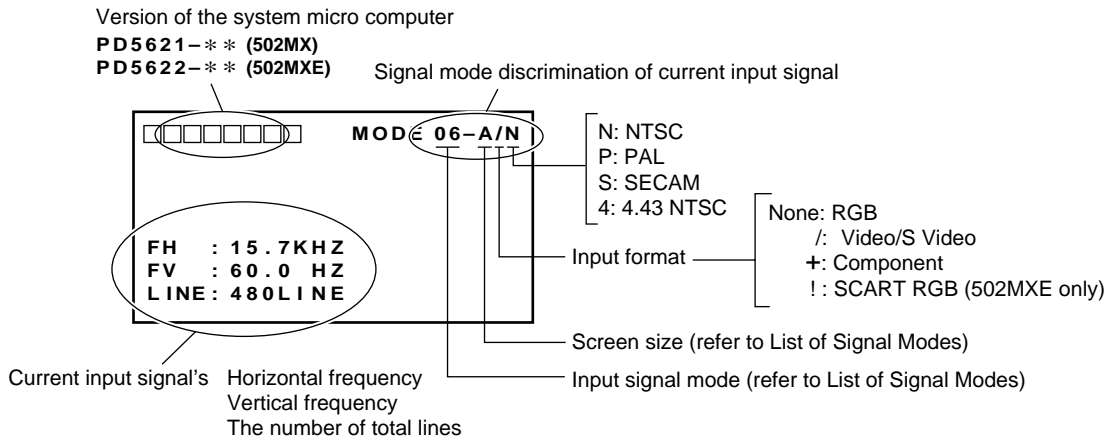 Version of the system micro computer
PD5621–** (502MX)
PD5622–** (502MXE)
Signal mode discrimination of current input signal
□□□□□□□□ MODE 06–A/N
N: NTSC
P: PAL
S: SECAM
4: 4.43 NTSC
None: RGB
/: Video/S Video
+: Component
! : SCART RGB (502MXE only)
Input format
FH : 15.7KHZ
FV : 60.0 HZ
LINE: 480LINE
Screen size (refer to List of Signal Modes)
Input signal mode (refer to List of Signal Modes)
Current input signal's Horizontal frequency
Vertical frequency
The number of total lines